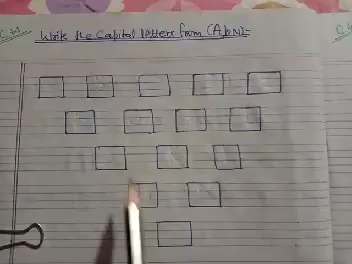 C.W Write the Capital letters from (A to N):-
C.